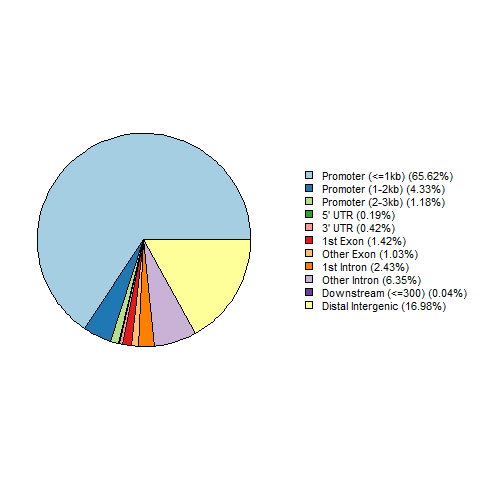 Promoter (<=1kb) (65.62%)
Promoter (1-2kb) (4.33%)
Promoter (2-3kb) (1.18%)
5' UTR (0.19%)
3' UTR (0.42%)
1st Exon (1.42%)
Other Exon (1.03%)
1st Intron (2.43%)
Other Intron (6.35%)
Downstream (<=300) (0.04%)
Distal Intergenic (16.98%)